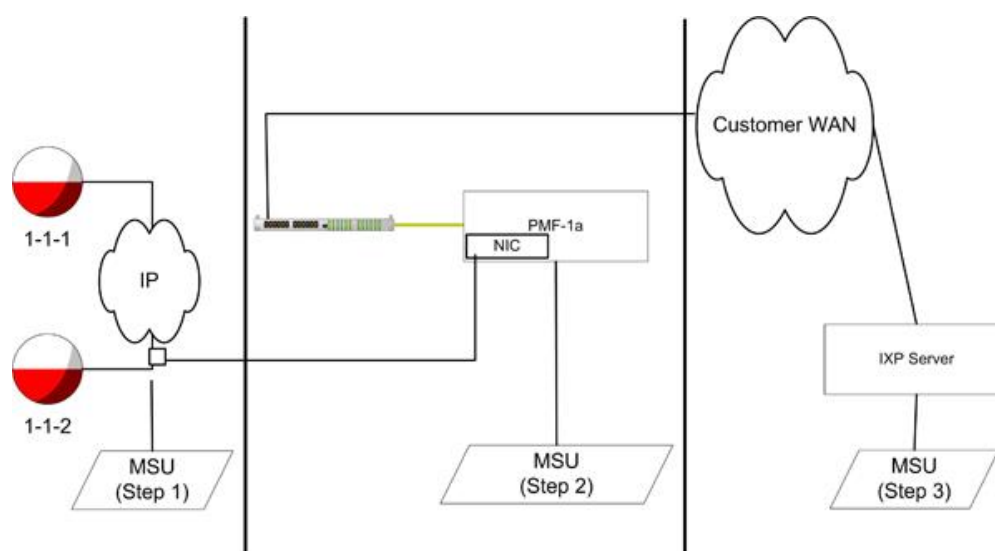 1-1-1
IP
1-1-2
MSU
(Step 1)
PMF-1a
NIC
MSU
(Step 2)
Customer WAN
IXP Server
MSU
(Step 3)